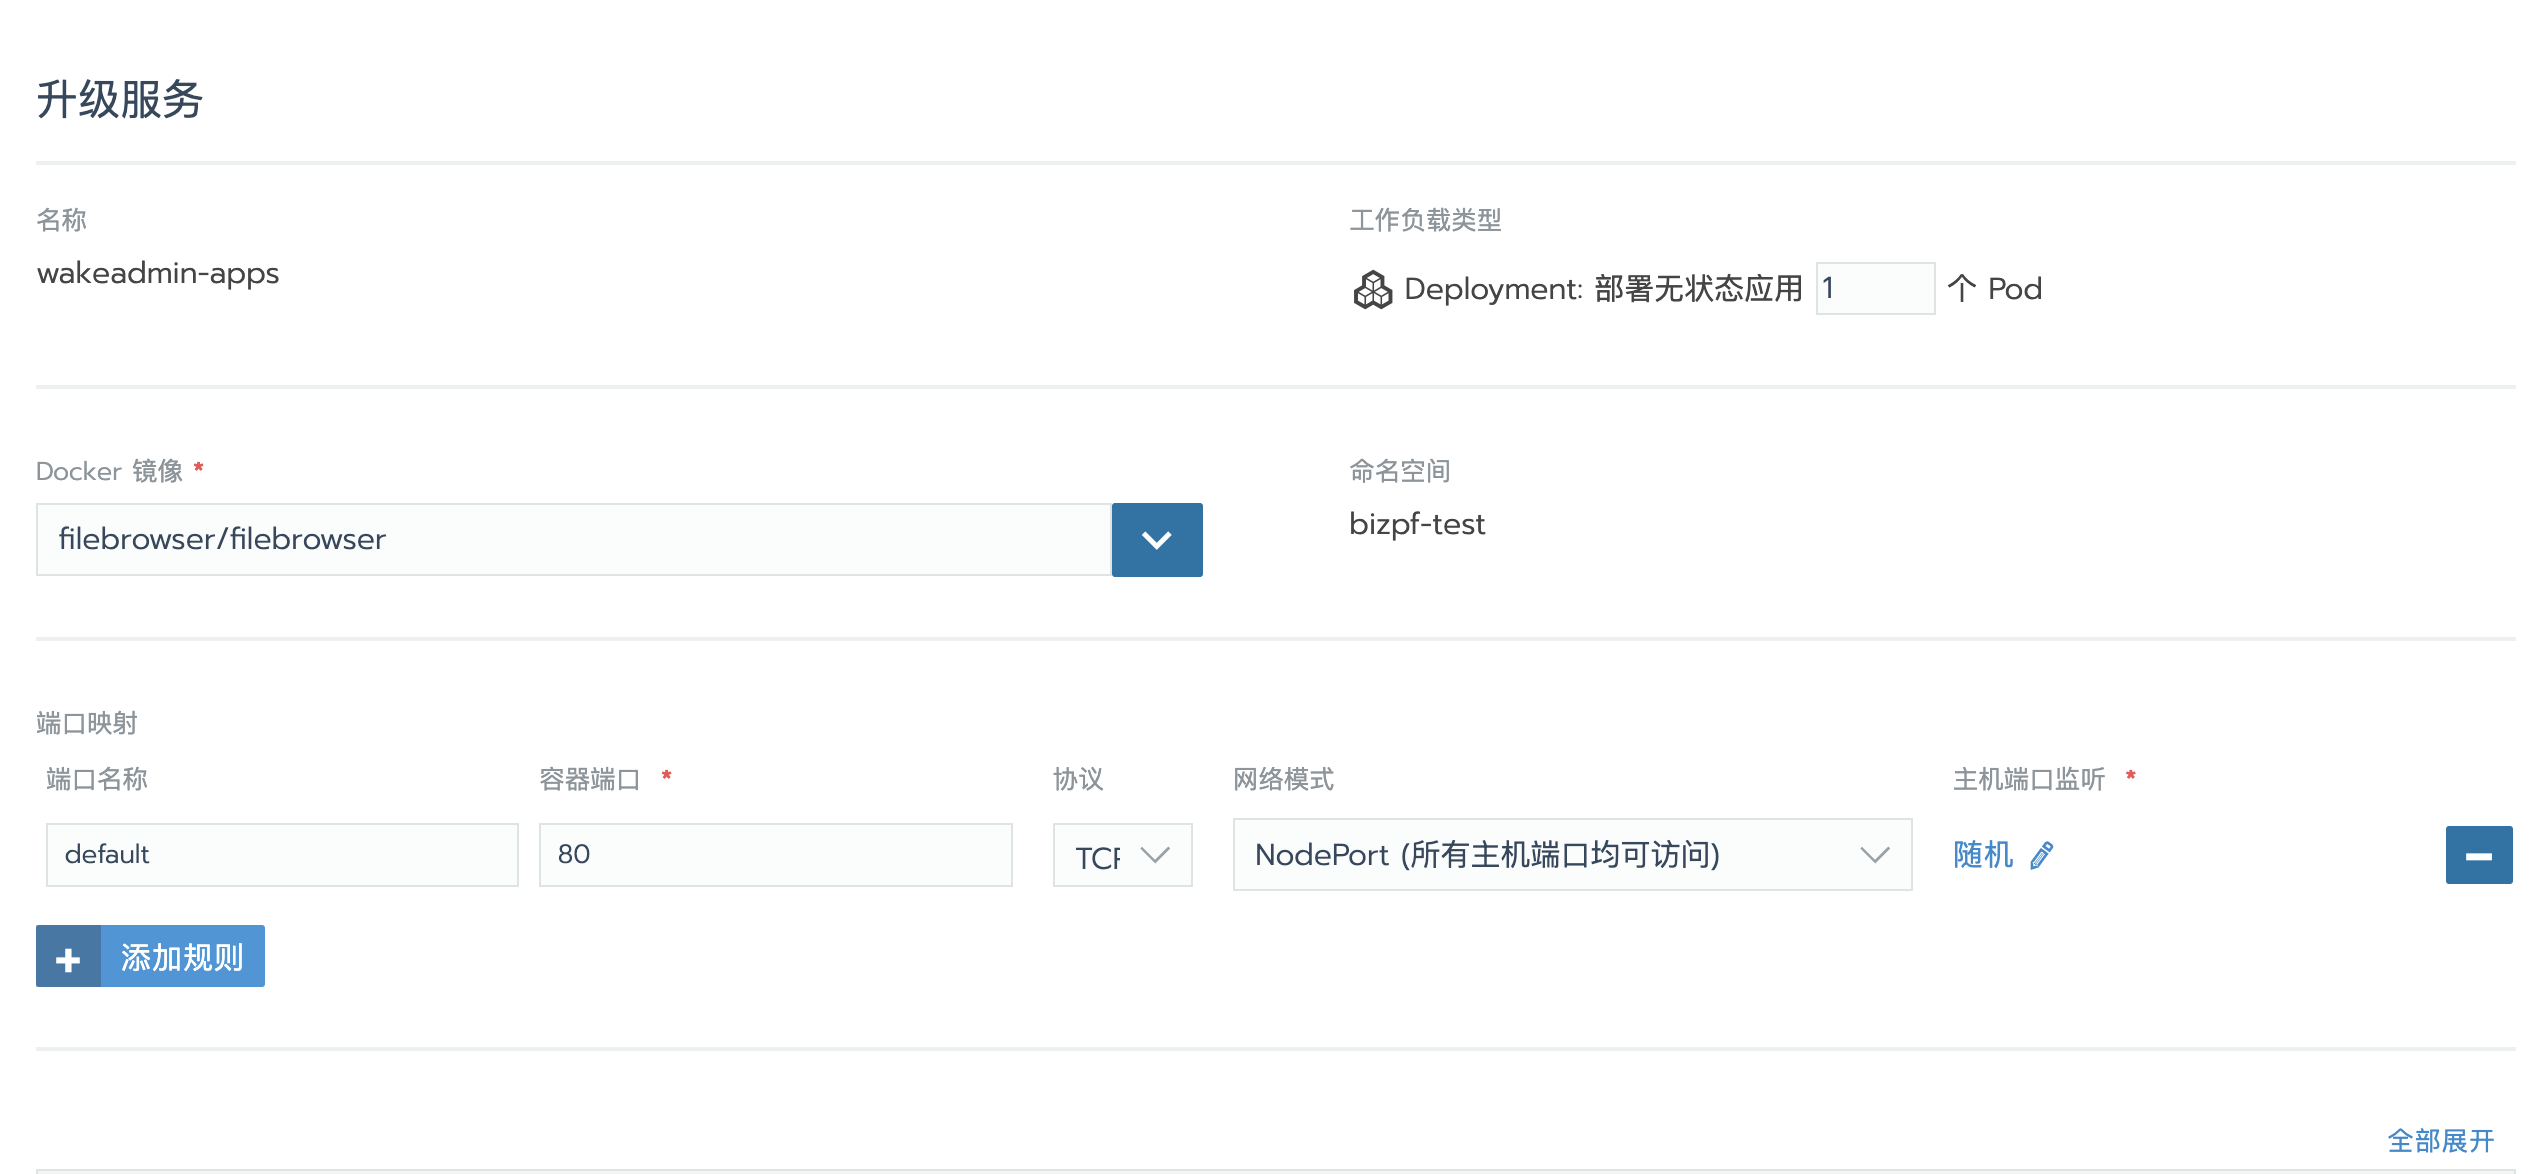 升级服务
名称
wakeadmin-apps
工作负载类型
Deployment: 部署无状态应用 1 个 Pod
Docker 镜像 *
filebrowser/filebrowser
命名空间
bizpf-test
端口映射
端口名称 容器端口 * 协议 网络模式 主机端口监听 *
default 80 TCP NodePort (所有主机端口均可访问) 随机
添加规则
全部展开